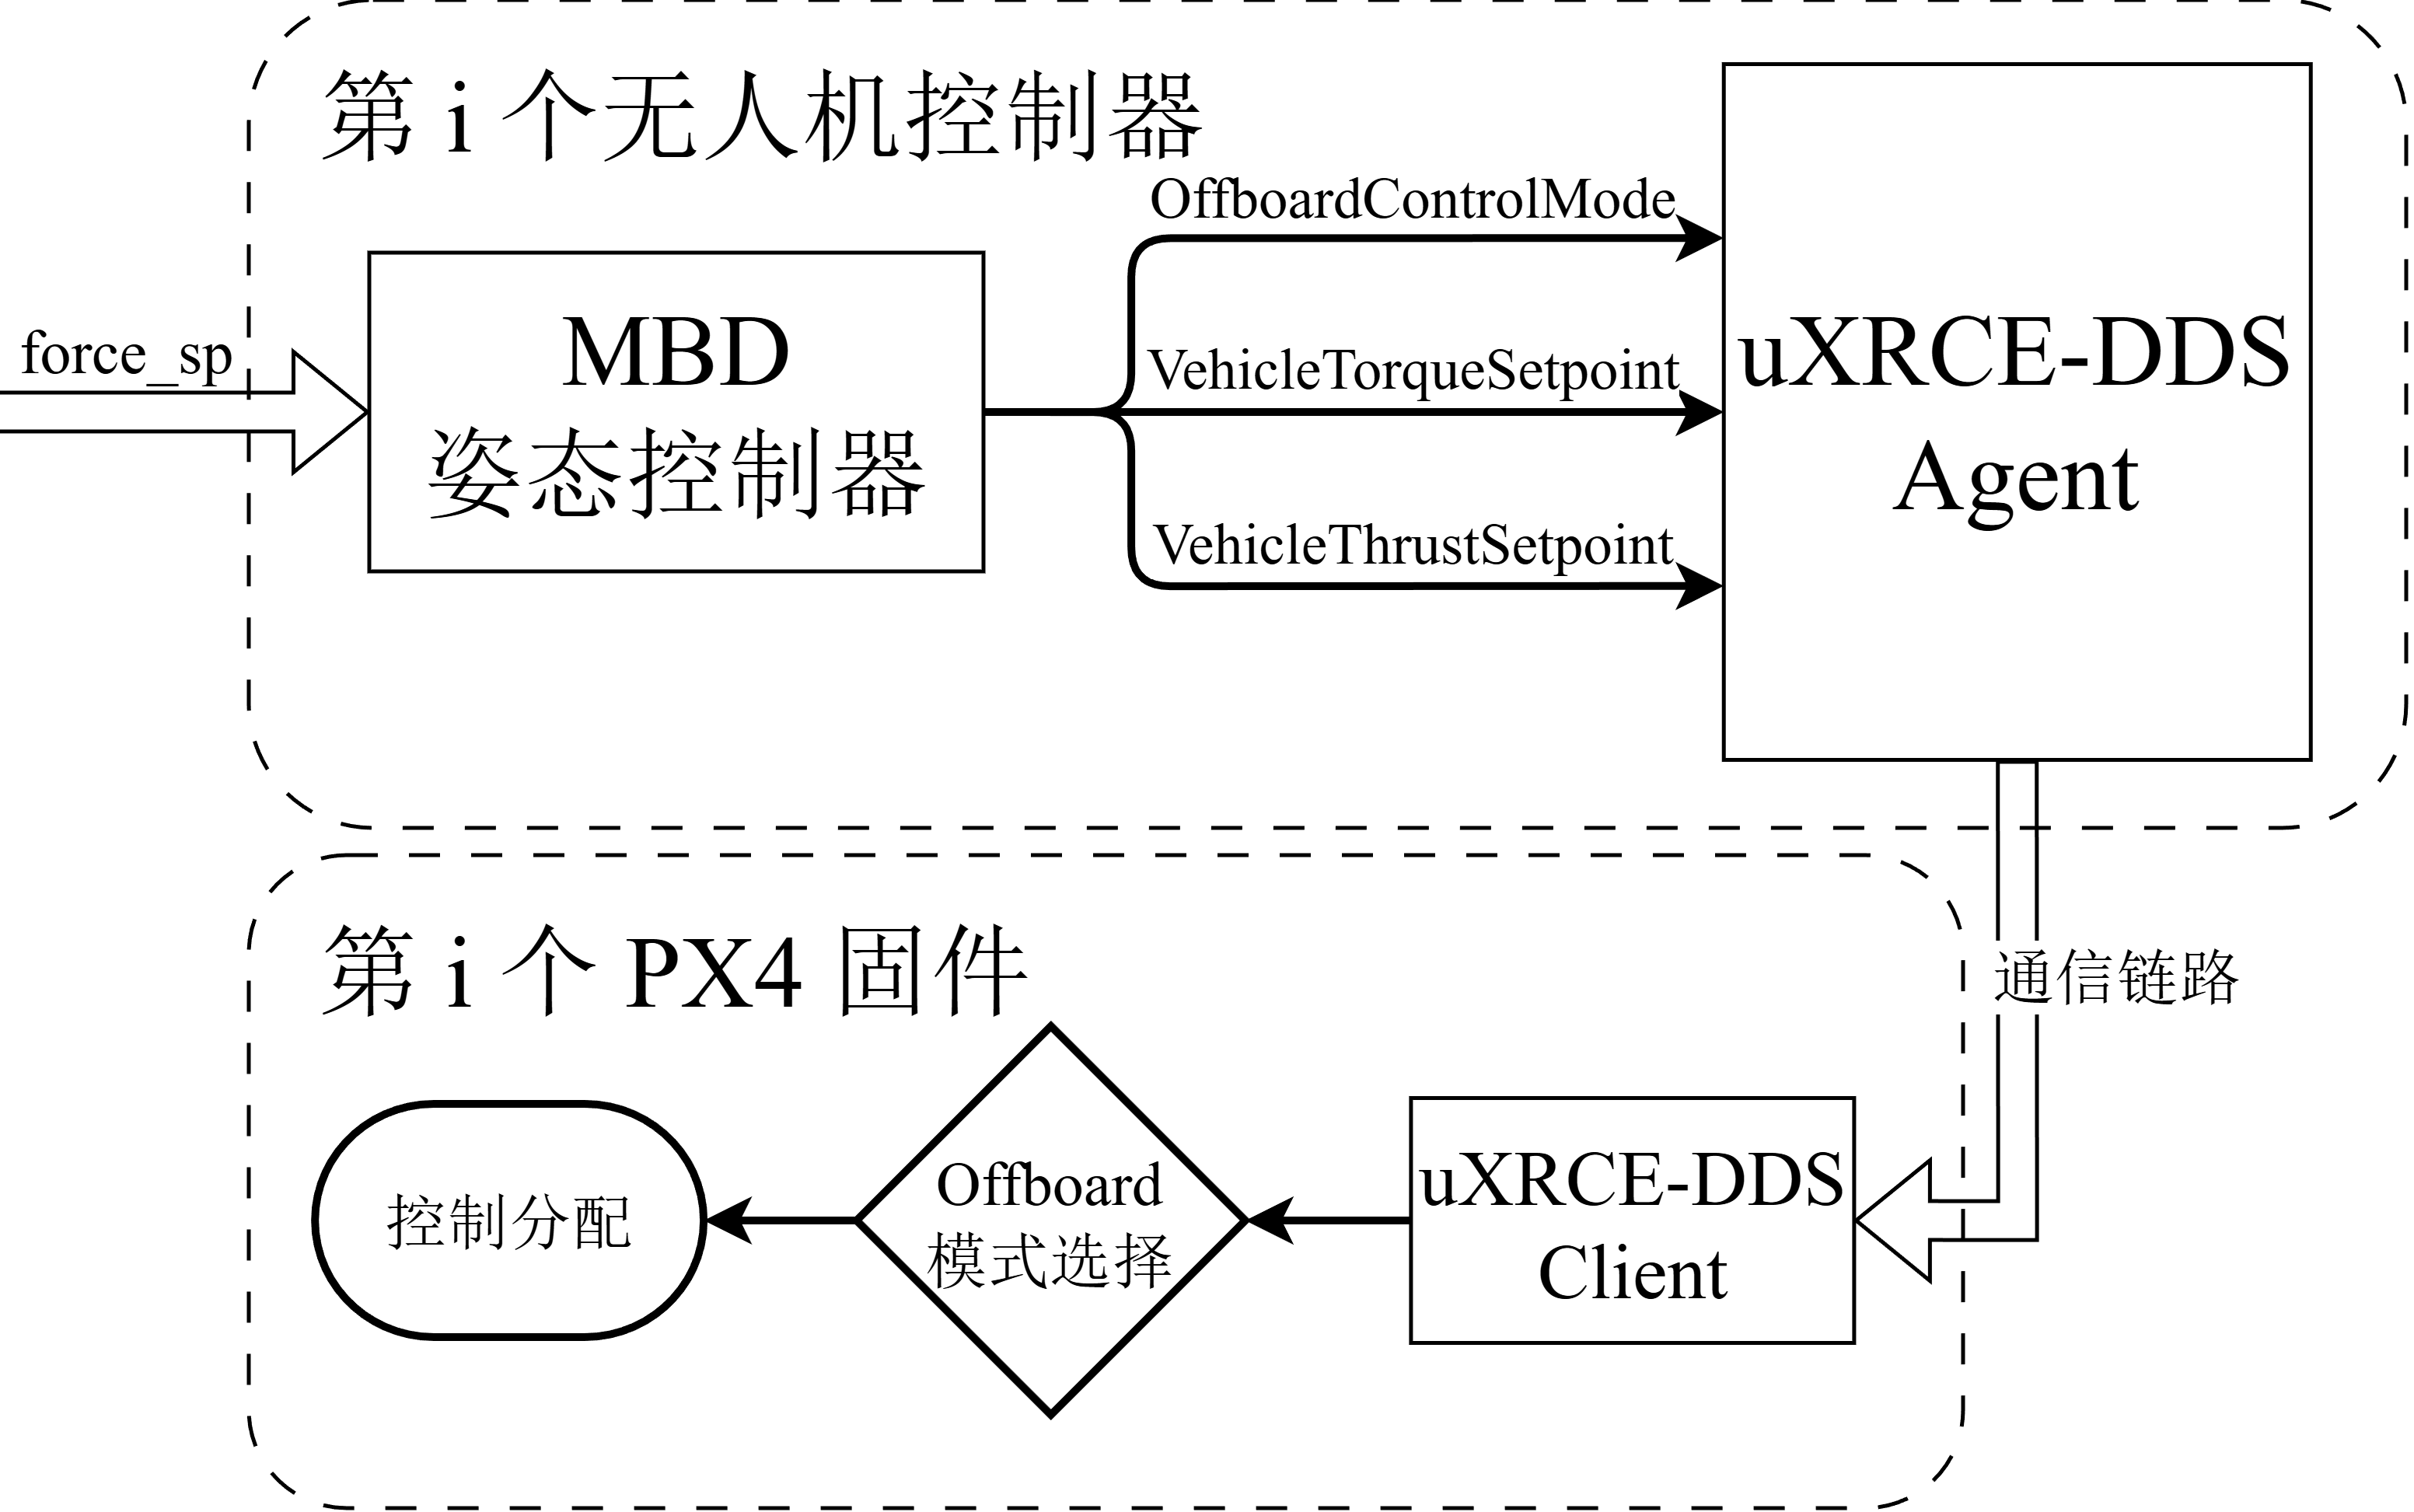 第 i 个无人机控制器
OffboardControlMode
force_sp
MBD
姿态控制器
VehicleTorqueSetpoint
VehicleThrustSetpoint
uXRCE-DDS
Agent
通信链路
第 i 个 PX4 固件
控制分配
Offboard
模式选择
uXRCE-DDS
Client